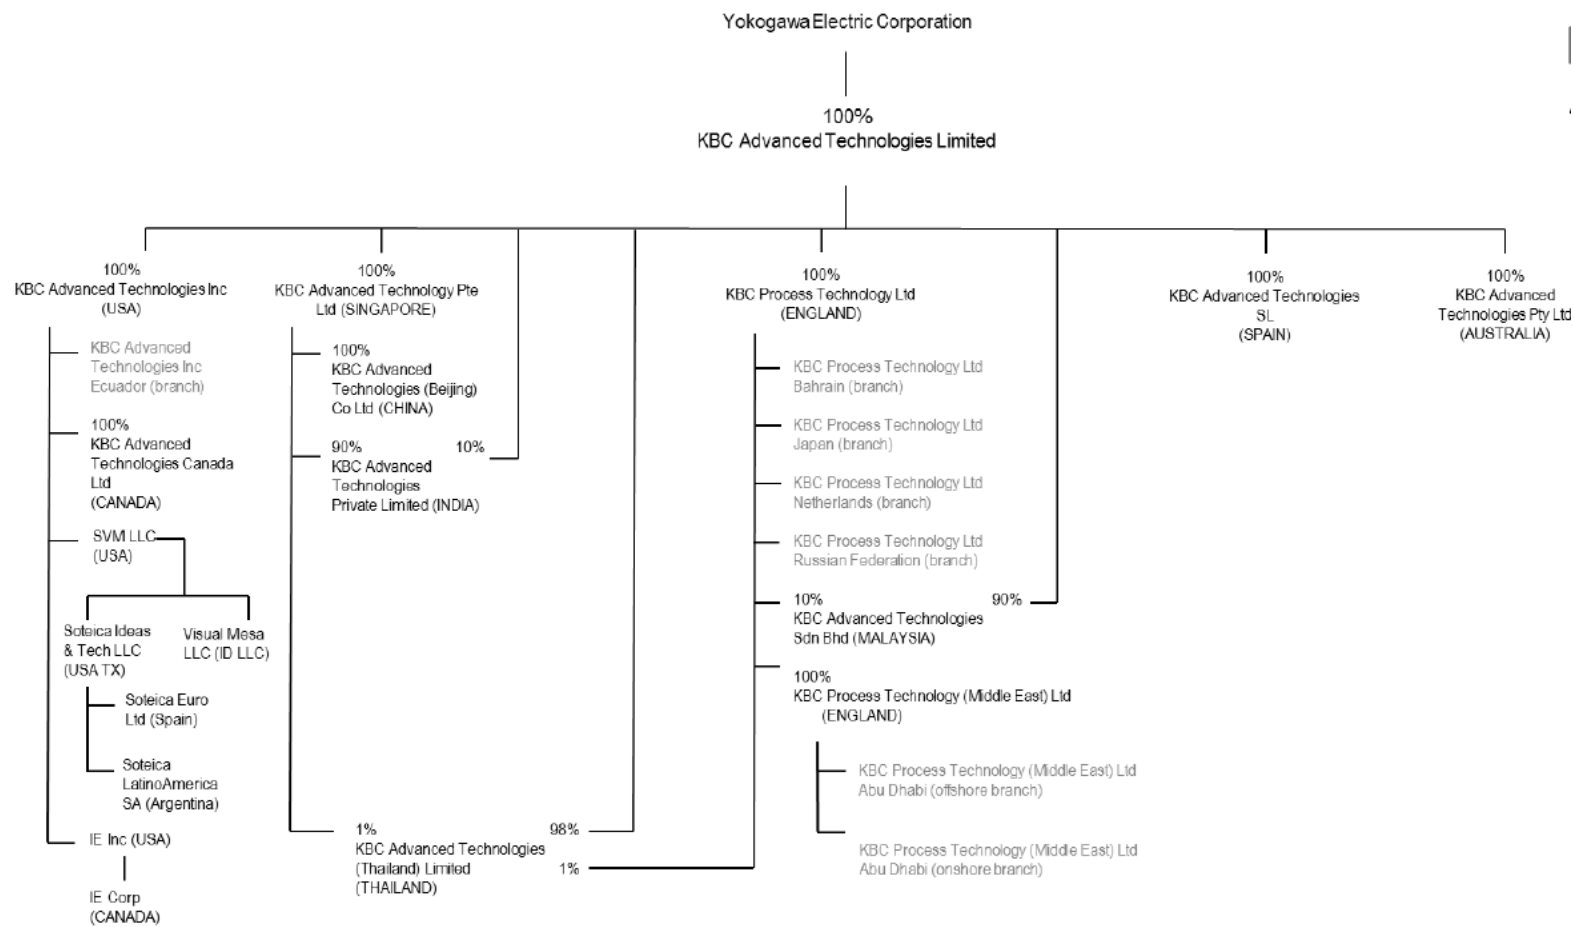 Yokogawa Electric Corporation
100%
KBC Advanced Technologies Limited
100%
KBC Advanced Technologies Inc
(USA)
KBC Advanced
Technologies Inc
Ecuador (branch)
100%
KBC Advanced
Technologies Canada
Ltd
(CANADA)
SVM LLC
(USA)
Soteica Ideas
& Tech LLC
(USA TX)
Visual Mesa
LLC (ID LLC)
Soteica Euro
Ltd (Spain)
Soteica
LatinoAmerica
SA (Argentina)
IE Inc (USA)
IE Corp
(CANADA)
100%
KBC Advanced Technology Pte
Ltd (SINGAPORE)
100%
KBC Advanced
Technologies (Beijing)
Co Ltd (CHINA)
90% 10%
KBC Advanced
Technologies
Private Limited (INDIA)
1% 98%
KBC Advanced Technologies
(Thailand) Limited 1%
(THAILAND)
100%
KBC Process Technology Ltd
(ENGLAND)
KBC Process Technology Ltd
Bahrain (branch)
KBC Process Technology Ltd
Japan (branch)
KBC Process Technology Ltd
Netherlands (branch)
KBC Process Technology Ltd
Russian Federation (branch)
10% 90%
KBC Advanced Technologies
Sdn Bhd (MALAYSIA)
100%
KBC Process Technology (Middle East) Ltd
(ENGLAND)
KBC Process Technology (Middle East) Ltd
Abu Dhabi (offshore branch)
KBC Process Technology (Middle East) Ltd
Abu Dhabi (onshore branch)
100%
KBC Advanced Technologies
SL
(SPAIN)
100%
KBC Advanced
Technologies Pty Ltd
(AUSTRALIA)